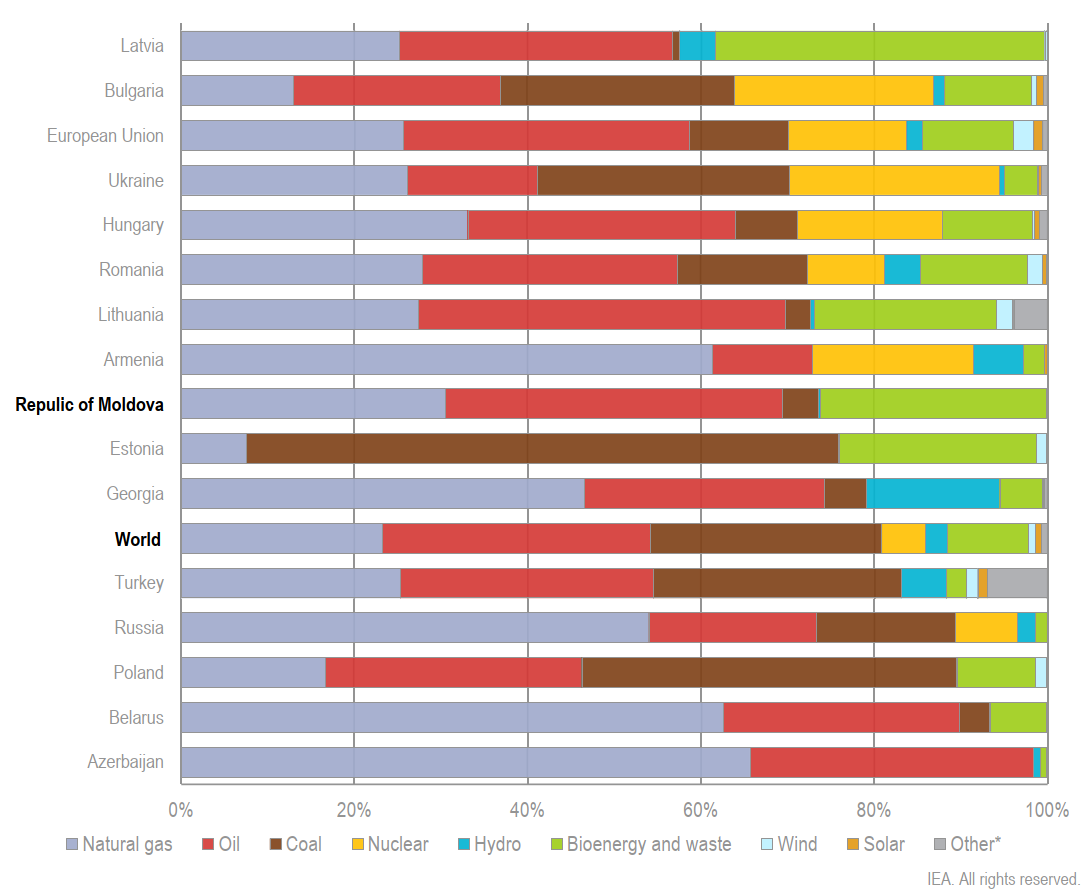 Latvia
Bulgaria
European Union
Ukraine
Hungary
Romania
Lithuania
Armenia
Repulic of Moldova
Estonia
Georgia
World
Turkey
Russia
Poland
Belarus
Azerbaijan
0% 20% 40% 60% 80% 100%
Natural gas Oil Coal Nuclear Hydro Bioenergy and waste Wind Solar Other*
IEA. All rights reserved.